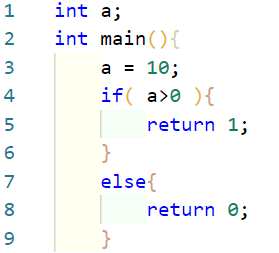 1 int a;
2 int main(){
3 a = 10;
4 if( a>0 ){
5 return 1;
6 }
7 else{
8 return 0;
9 }